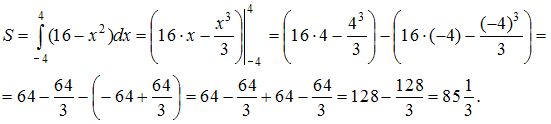 S = ∫_{-4}^{4} (16 − x²)dx = (16·x − x³/3)|_{-4}^{4} = (16·4 − 4³/3) − (16·(−4) − (−4)³/3) =
= 64 − 64/3 − (−64 + 64/3) = 64 − 64/3 + 64 − 64/3 = 128 − 128/3 = 85 1/3.